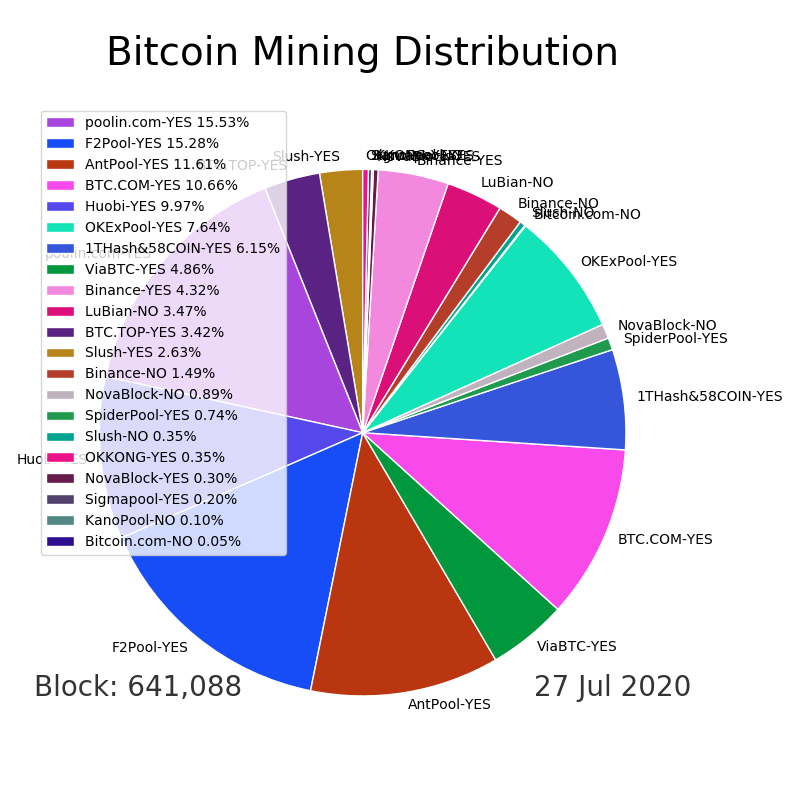 Bitcoin Mining Distribution
poolin.com-YES 15.53%
F2Pool-YES 15.28%
AntPool-YES 11.61%
BTC.COM-YES 10.66%
Huobi-YES 9.97%
OKExPool-YES 7.64%
1THash&58COIN-YES 6.15%
ViaBTC-YES 4.86%
Binance-YES 4.32%
LuBian-NO 3.47%
BTC.TOP-YES 3.42%
Slush-YES 2.63%
Binance-NO 1.49%
NovaBlock-NO 0.89%
SpiderPool-YES 0.74%
Slush-NO 0.35%
OKKONG-YES 0.35%
NovaBlock-YES 0.30%
Sigmapool-YES 0.20%
KanoPool-NO 0.10%
Bitcoin.com-NO 0.05%
Slush-YES
Binance-YES
LuBian-NO
Binance-NO
Slush-NO
Bitcoin.com-NO
OKExPool-YES
NovaBlock-NO
SpiderPool-YES
1THash&58COIN-YES
BTC.COM-YES
ViaBTC-YES
AntPool-YES
F2Pool-YES
poolin.com-YES
Block: 641,088
27 Jul 2020